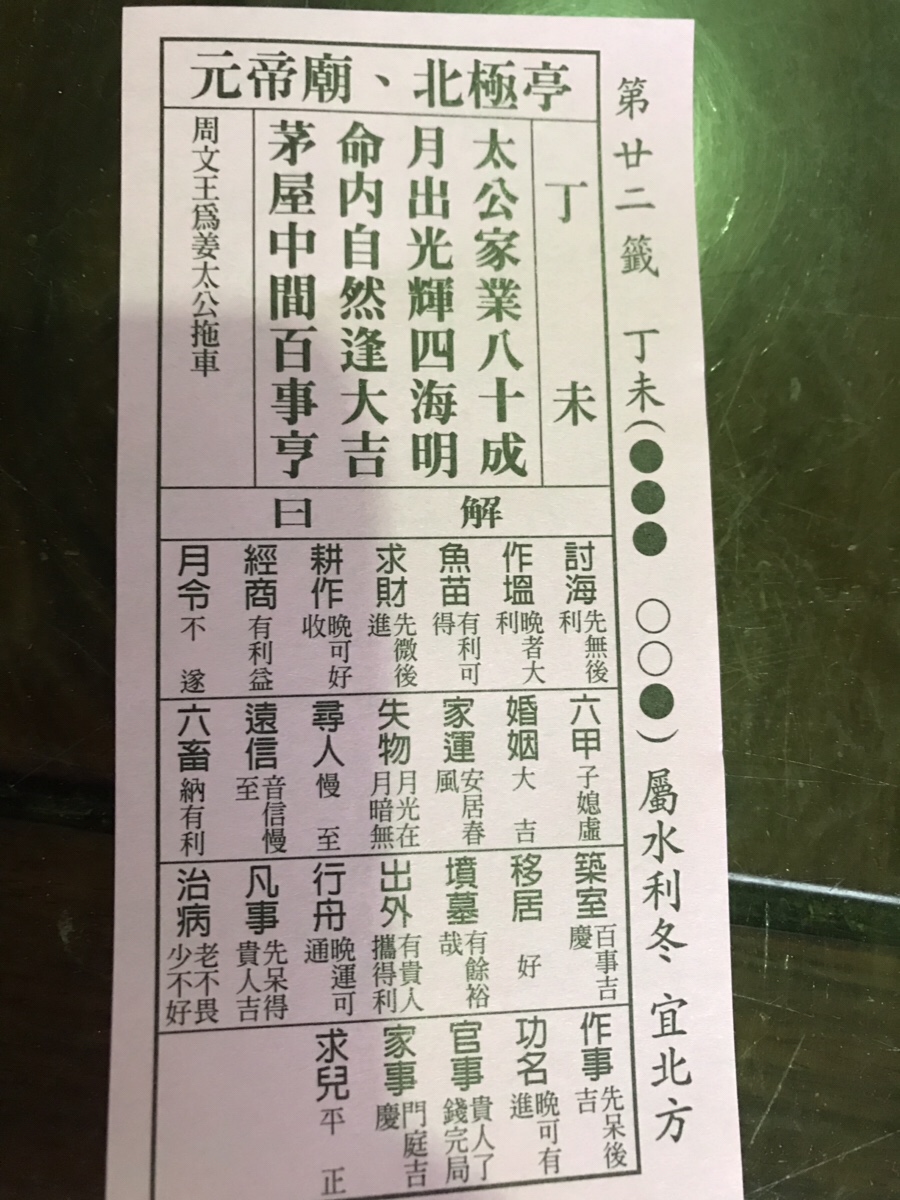 第廿二籤 丁未(●●● ○○●)屬水利冬 宜北方
元帝廟、北極亭
丁未
太公家業八十成
月出光輝四海明
命內自然逢大吉
茅屋中間百事亨
周文王為姜太公拖車
解曰
討海 先無後利
作塭 晚者大利
魚苗 有利可得
求財 先微後進
耕作 晚可好收
經商 有利益
月令 不遂
六甲 子媳虛
婚姻 大吉
家運 安居春風
失物 月光在月暗無
尋人 慢至
遠信 音信慢至
六畜 納有利
築室 百事吉慶
移居 好
墳墓 有餘裕哉
出外 有貴人攜得利
行舟 晚運可通
凡事 先呆得貴人吉
治病 老不畏少不好
作事 先呆後吉
功名 晚可有進
官事 貴人了錢完局
家事 門庭吉慶
求兒 平正